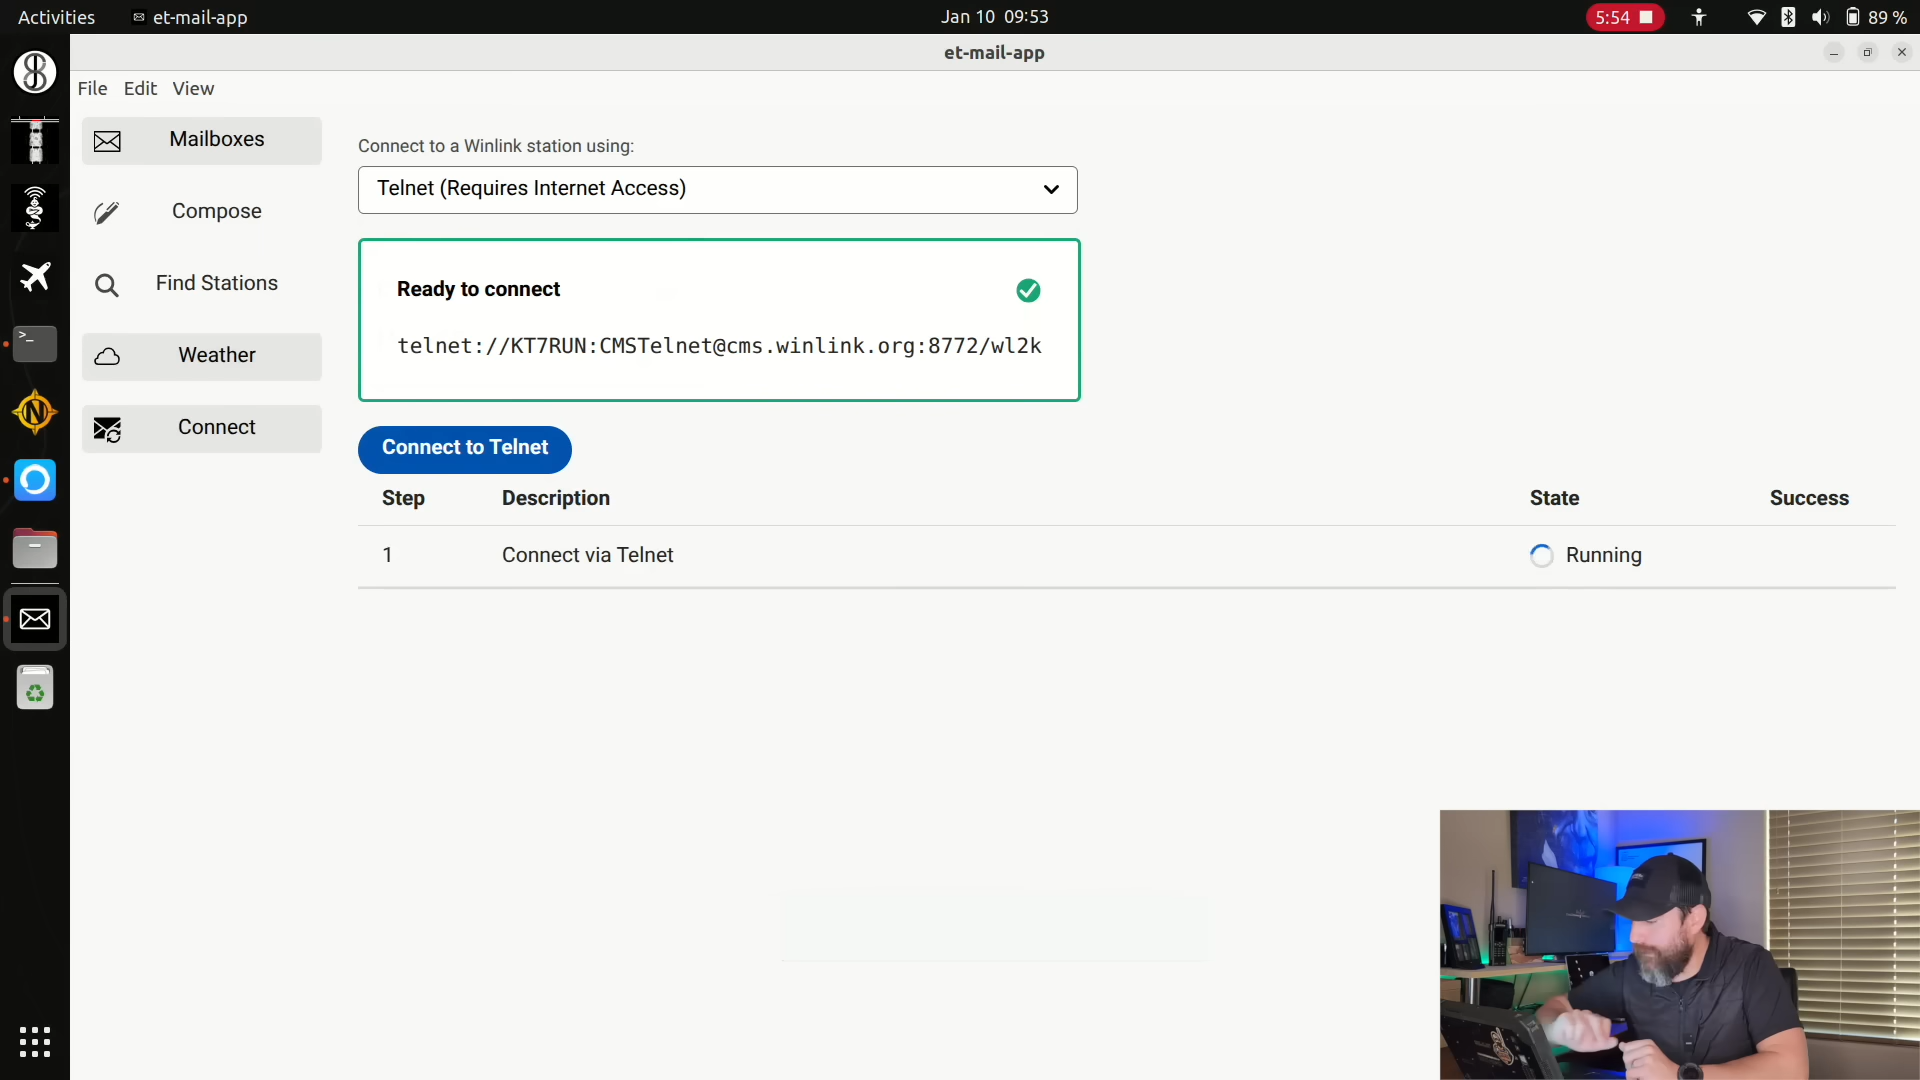 Activities
et-mail-app
Jan 10 09:53
5:54
89 %
et-mail-app
File Edit View
Mailboxes
Compose
Find Stations
Weather
Connect
Connect to a Winlink station using:
Telnet (Requires Internet Access)
Ready to connect
telnet://KT7RUN:CMSTelnet@cms.winlink.org:8772/wl2k
Connect to Telnet
Step Description State Success
1 Connect via Telnet Running